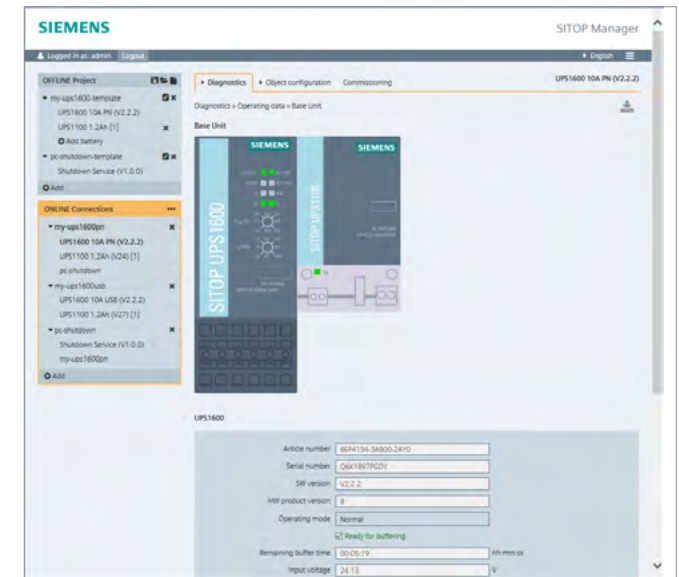 SIEMENS
SITOP Manager
Logged in as: admin Logout
English
OFFLINE Project
my-ups1600-template
UPS1600 10A PN (V2.2.2)
UPS1100 1.2Ah [1]
Add battery
pc-shutdown-template
Shutdown Service (V1.0.0)
Add
ONLINE Connections
my-ups1600pn
UPS1600 10A PN (V2.2.2)
UPS1100 1.2Ah (V24) [1]
pc-shutdown
my-ups1600usb
UPS1600 10A USB (V2.2.2)
UPS1100 1.2Ah (V27) [1]
pc-shutdown
Shutdown Service (V1.0.0)
my-ups1600pn
Add
Diagnostics
Object configuration
Commissioning
UPS1600 10A PN (V2.2.2)
Diagnostics » Operating data » Base Unit
Base Unit
SIEMENS
SITOP UPS1600
SIEMENS
SITOP UPS1100
UPS1600
Article number 6EP4134-3AB00-2AY0
Serial number
SW version V2.2.2
HW product version 8
Operating mode Normal
Ready for buffering
Remaining buffer time 00:05:19 hh:mm:ss
Input voltage 24.13 V